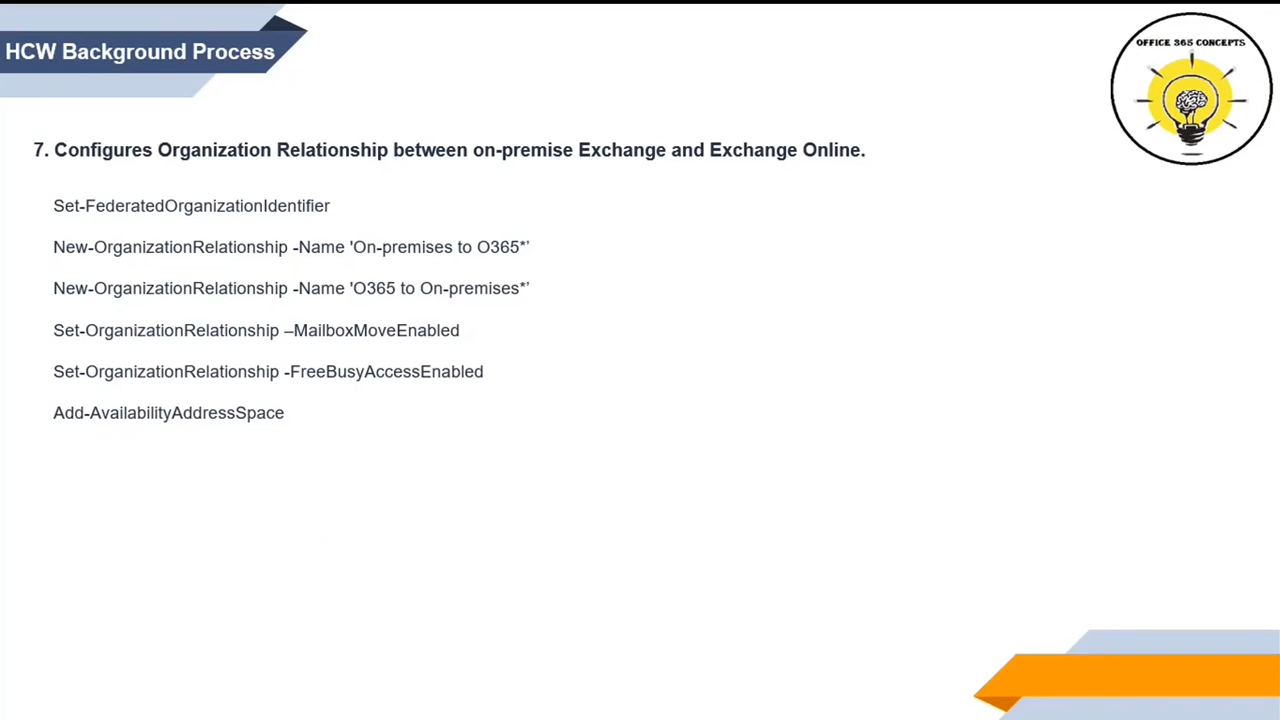 HCW Background Process
OFFICE 365 CONCEPTS
7. Configures Organization Relationship between on-premise Exchange and Exchange Online.
Set-FederatedOrganizationIdentifier
New-OrganizationRelationship -Name 'On-premises to O365*’
New-OrganizationRelationship -Name 'O365 to On-premises*’
Set-OrganizationRelationship –MailboxMoveEnabled
Set-OrganizationRelationship -FreeBusyAccessEnabled
Add-AvailabilityAddressSpace